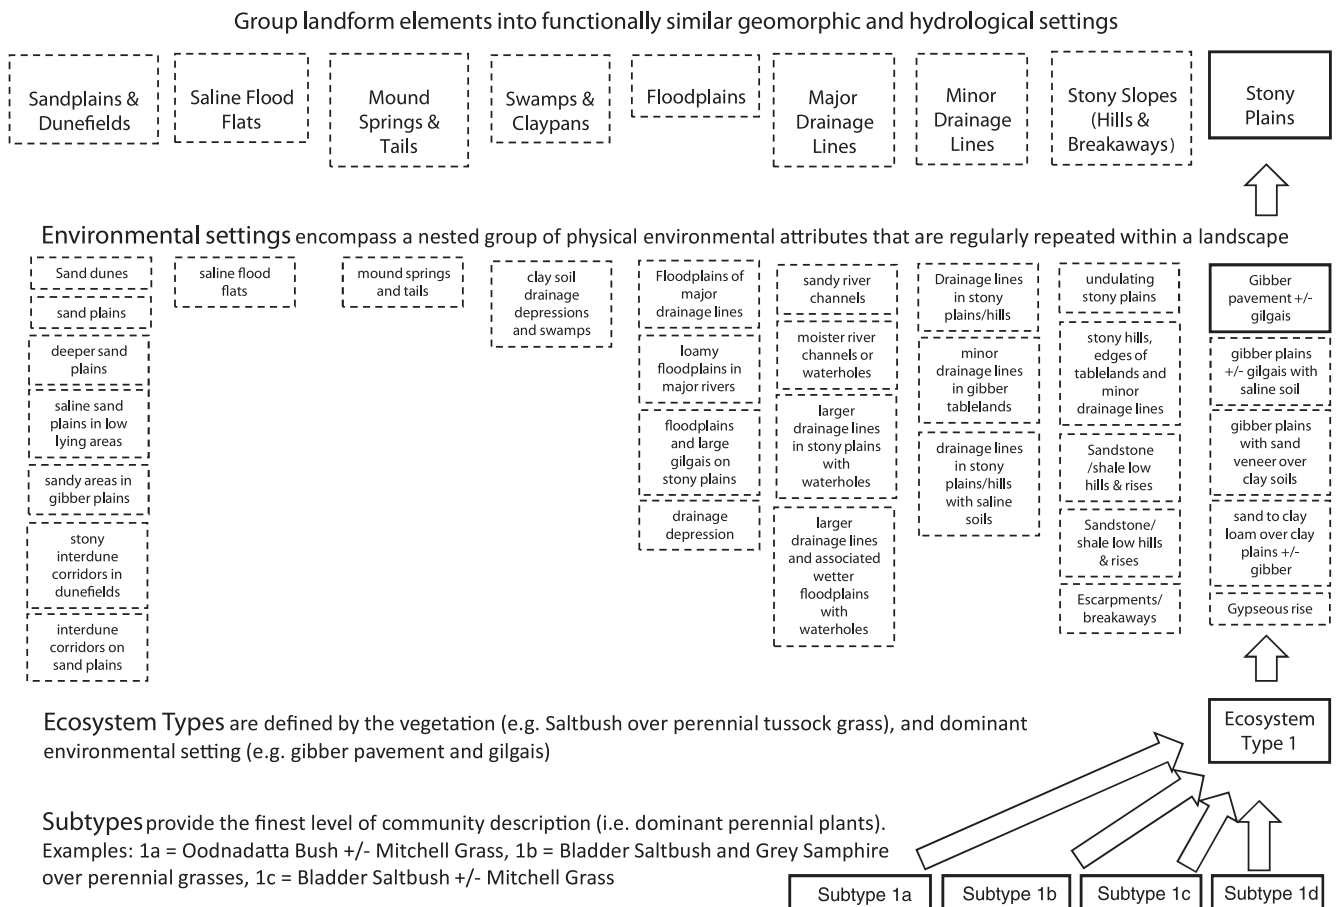 Group landform elements into functionally similar geomorphic and hydrological settings
Sandplains &
Dunefields
Saline Flood
Flats
Mound
Springs &
Tails
Swamps &
Claypans
Floodplains
Major
Drainage
Lines
Minor
Drainage
Lines
Stony Slopes
(Hills &
Breakaways)
Stony
Plains
Environmental settings encompass a nested group of physical environmental attributes that are regularly repeated within a landscape
Sand dunes
sand plains
deeper sand
plains
saline sand
plains in low
lying areas
sandy areas in
gibber plains
stony
interdune
corridors in
dunefields
interdune
corridors on
sand plains
saline flood
flats
mound springs
and tails
clay soil
drainage
depressions
and swamps
Floodplains of
major
drainage lines
loamy
floodplains in
major rivers
floodplains
and large
gilgais on
stony plains
drainage
depression
sandy river
channels
moister river
channels or
waterholes
larger
drainage lines
in stony plains
with
waterholes
larger
drainage lines
and associated
wetter
floodplains
with
waterholes
Drainage lines
in stony
plains/hills
minor
drainage lines
in gibber
tablelands
drainage lines
in stony
plains/hills
with saline
soils
undulating
stony plains
stony hills,
edges of
tablelands and
minor
drainage lines
Sandstone
/shale low
hills & rises
Sandstone/
shale low hills
& rises
Escarpments/
breakaways
Gibber
pavement +/-
gilgais
gibber plains
+/- gilgais with
saline soil
gibber plains
with sand
veneer over
clay soils
sand to clay
loam over clay
plains +/-
gibber
Gypseous rise
Ecosystem Types are defined by the vegetation (e.g. Saltbush over perennial tussock grass), and dominant
environmental setting (e.g. gibber pavement and gilgais)
Ecosystem
Type 1
Subtypes provide the finest level of community description (i.e. dominant perennial plants).
Examples: 1a = Oodnadatta Bush +/- Mitchell Grass, 1b = Bladder Saltbush and Grey Samphire
over perennial grasses, 1c = Bladder Saltbush +/- Mitchell Grass
Subtype 1a
Subtype 1b
Subtype 1c
Subtype 1d